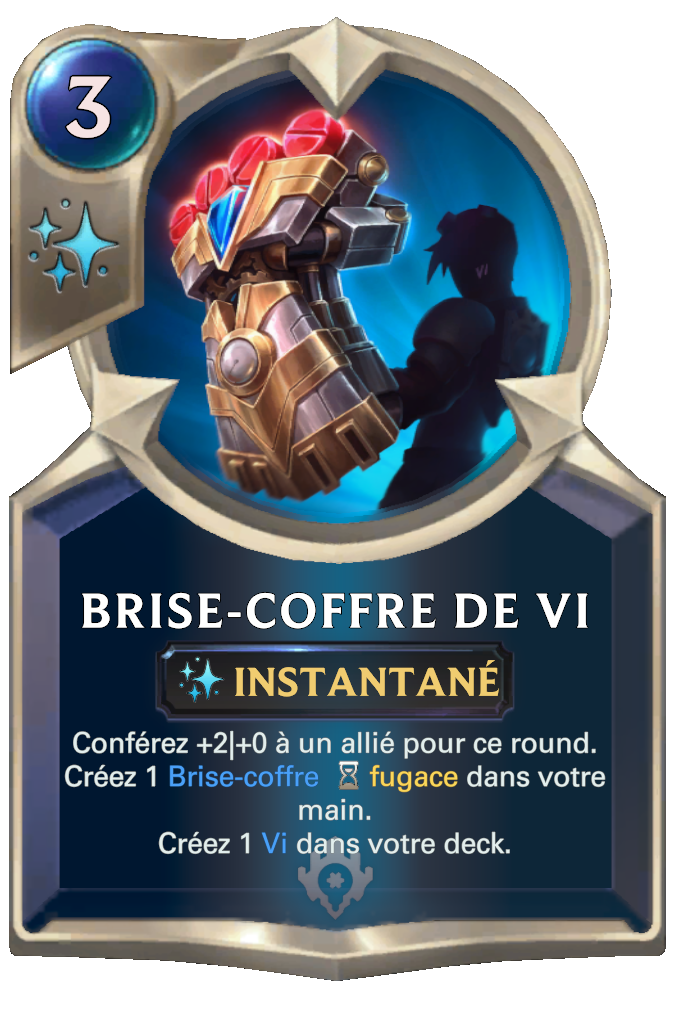 3
BRISE-COFFRE DE VI
INSTANTANÉ
Conférez +2|+0 à un allié pour ce round.
Créez 1 Brise-coffre fugace dans votre
main.
Créez 1 Vi dans votre deck.